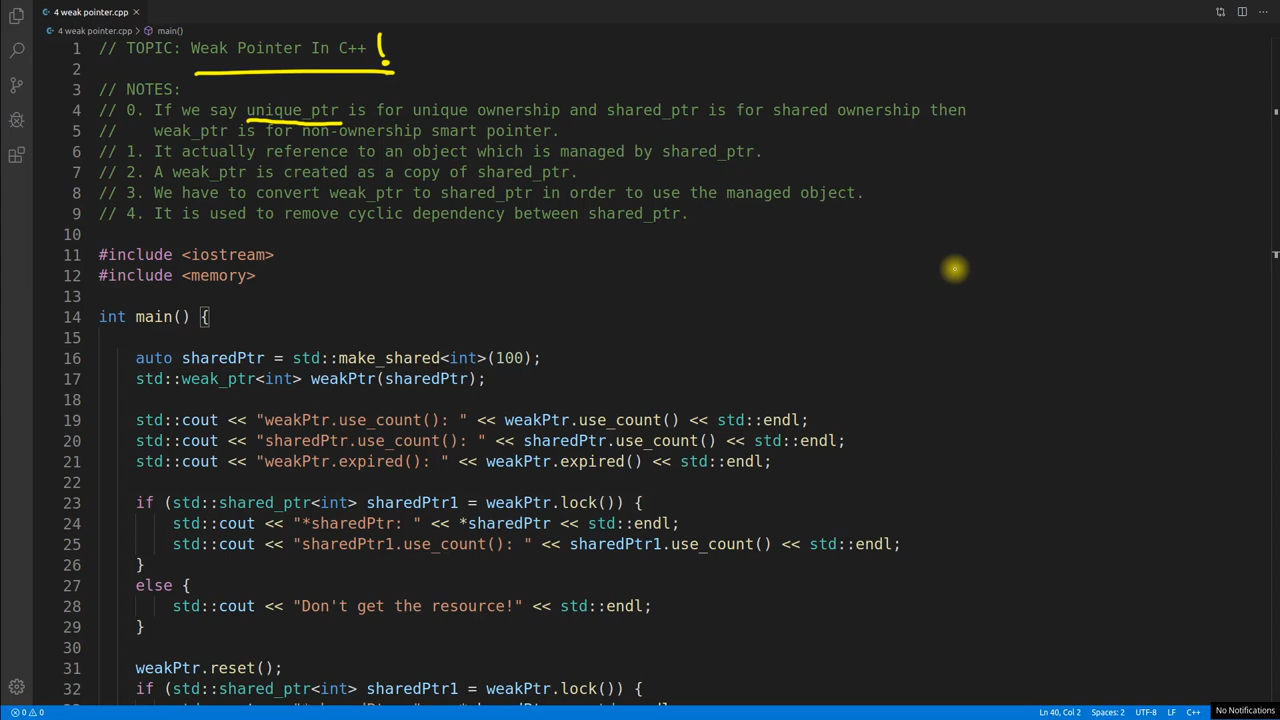 4 weak pointer.cpp
4 weak pointer.cpp > main()
1 // TOPIC: Weak Pointer In C++ !
2
3 // NOTES:
4 // 0. If we say unique_ptr is for unique ownership and shared_ptr is for shared ownership then
5 //    weak_ptr is for non-ownership smart pointer.
6 // 1. It actually reference to an object which is managed by shared_ptr.
7 // 2. A weak_ptr is created as a copy of shared_ptr.
8 // 3. We have to convert weak_ptr to shared_ptr in order to use the managed object.
9 // 4. It is used to remove cyclic dependency between shared_ptr.
10
11 #include <iostream>
12 #include <memory>
13
14 int main() {
15
16     auto sharedPtr = std::make_shared<int>(100);
17     std::weak_ptr<int> weakPtr(sharedPtr);
18
19     std::cout << "weakPtr.use_count(): " << weakPtr.use_count() << std::endl;
20     std::cout << "sharedPtr.use_count(): " << sharedPtr.use_count() << std::endl;
21     std::cout << "weakPtr.expired(): " << weakPtr.expired() << std::endl;
22
23     if (std::shared_ptr<int> sharedPtr1 = weakPtr.lock()) {
24         std::cout << "*sharedPtr: " << *sharedPtr << std::endl;
25         std::cout << "sharedPtr1.use_count(): " << sharedPtr1.use_count() << std::endl;
26     }
27     else {
28         std::cout << "Don't get the resource!" << std::endl;
29     }
30
31     weakPtr.reset();
32     if (std::shared_ptr<int> sharedPtr1 = weakPtr.lock()) {
0 0 Ln 40, Col 2 Spaces: 2 UTF-8 LF C++ No Notifications